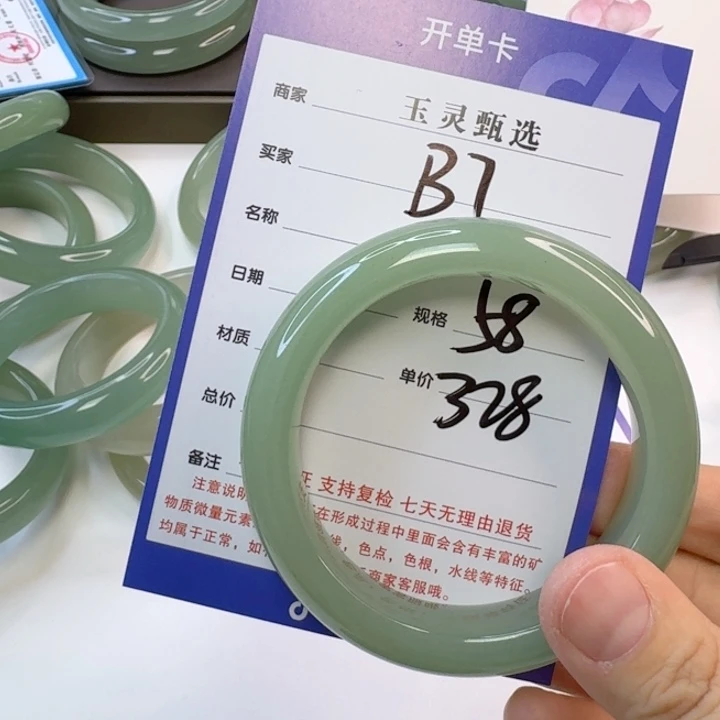 开单卡
商家 玉灵甄选
买家 B7
名称
日期
规格 58
材质
单价 328
总价
备注
支持复检 七天无理由退货
注意说明
在形成过程中里面会含有丰富的矿
物质微量元素
线，色点，色根，水线等特征。
均属于正常，如
商家客服哦。